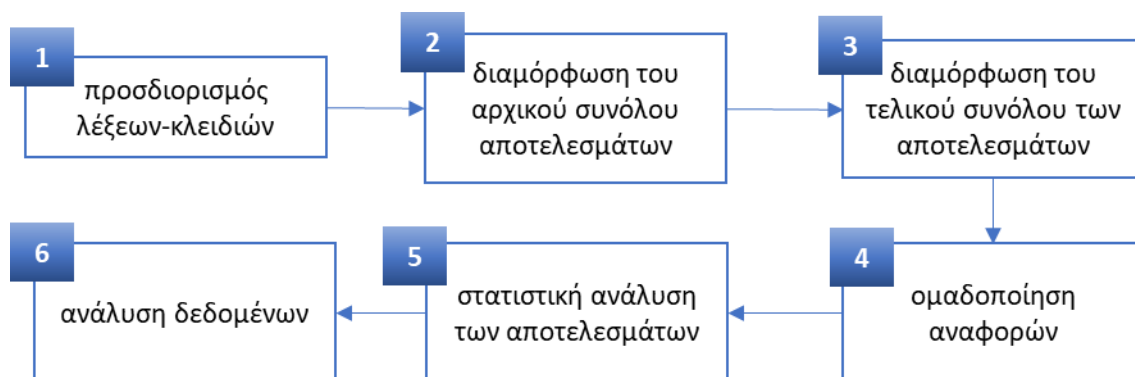 1
προσδιορισμός
λέξεων-κλειδιών
2
διαμόρφωση του
αρχικού συνόλου
αποτελεσμάτων
3
διαμόρφωση του
τελικού συνόλου των
αποτελεσμάτων
4
ομαδοποίηση
αναφορών
5
στατιστική ανάλυση
των αποτελεσμάτων
6
ανάλυση δεδομένων